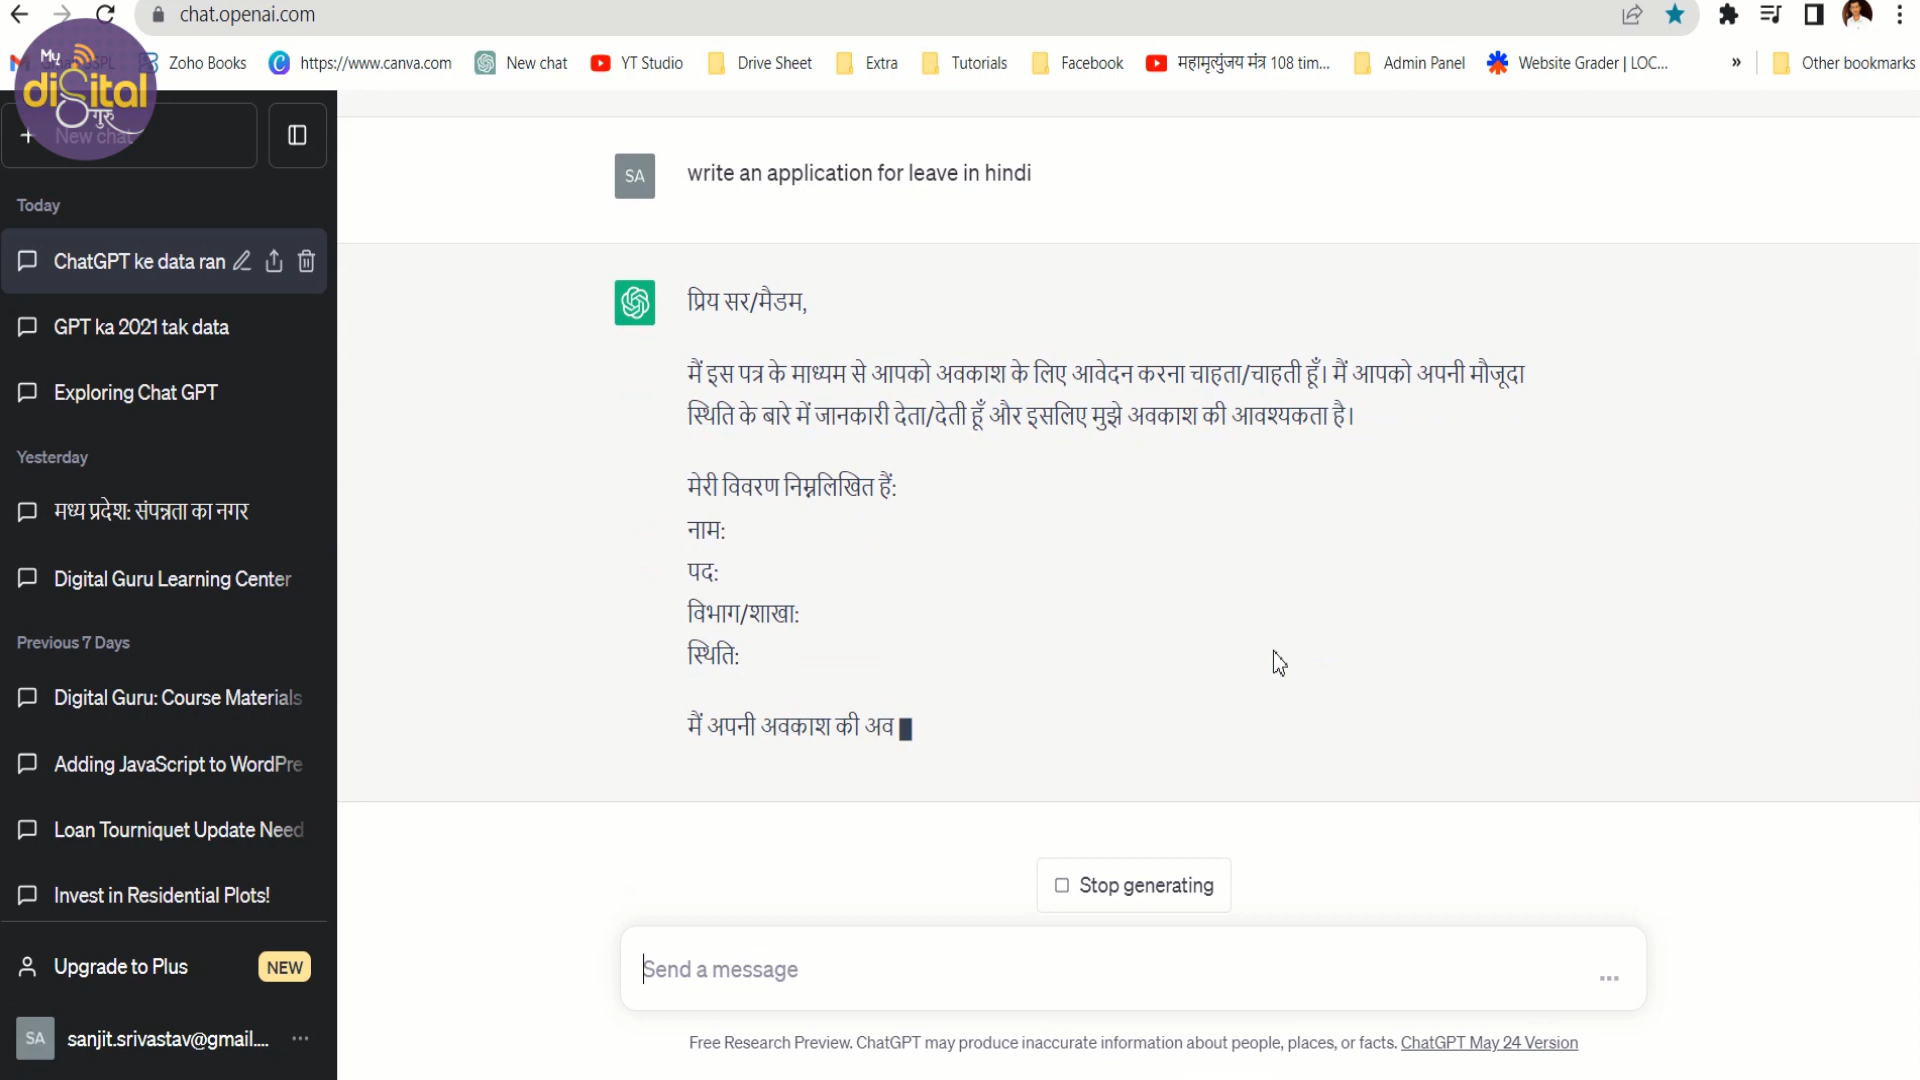 chat.openai.com
Zoho Books
https://www.canva.com
New chat
YT Studio
Drive Sheet
Extra
Tutorials
Facebook
महामृत्युंजय मंत्र 108 tim...
Admin Panel
Website Grader | LOC...
»
Other bookmarks
My
digital
गुरु
+ New chat
Today
ChatGPT ke data ran
GPT ka 2021 tak data
Exploring Chat GPT
Yesterday
मध्य प्रदेश: संपन्नता का नगर
Digital Guru Learning Center
Previous 7 Days
Digital Guru: Course Materials
Adding JavaScript to WordPre
Loan Tourniquet Update Need
Invest in Residential Plots!
Upgrade to Plus
NEW
SA
sanjit.srivastav@gmail....
SA
write an application for leave in hindi
प्रिय सर/मैडम,
मैं इस पत्र के माध्यम से आपको अवकाश के लिए आवेदन करना चाहता/चाहती हूँ। मैं आपको अपनी मौजूदा
स्थिति के बारे में जानकारी देता/देती हूँ और इसलिए मुझे अवकाश की आवश्यकता है।
मेरी विवरण निम्नलिखित हैं:
नाम:
पद:
विभाग/शाखा:
स्थिति:
मैं अपनी अवकाश की अव
Stop generating
Send a message
Free Research Preview. ChatGPT may produce inaccurate information about people, places, or facts. ChatGPT May 24 Version